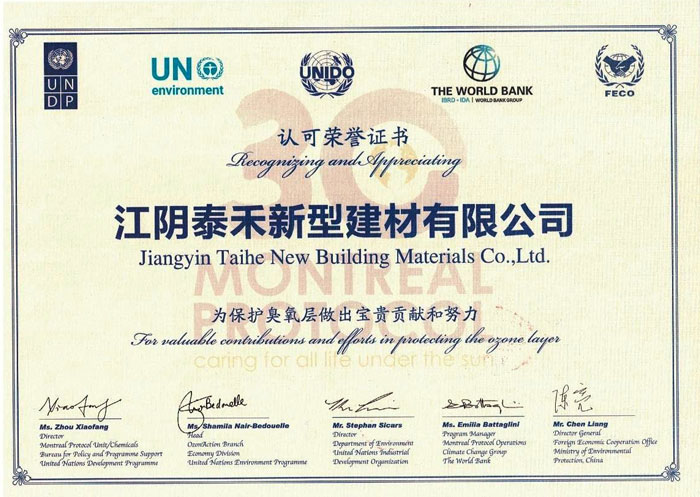 UN
DP
UN
environment
UNIDO
THE WORLD BANK
IBRD • IDA | WORLD BANK GROUP
FECO
30
认可荣誉证书
Recognizing and Appreciating
江阴泰禾新型建材有限公司
Jiangyin Taihe New Building Materials Co.,Ltd.
MONTREAL
PROTOCOL
为保护臭氧层做出宝贵贡献和努力
For valuable contributions and efforts in protecting the ozone layer
caring for all life under the sun
Ms. Zhou Xiaofang
Director
Montreal Protocol Unit/Chemicals
Bureau for Policy and Programme Support
United Nations Development Programme
Ms. Shamila Nair-Bedouelle
Head
OzonAction Branch
Economy Division
United Nations Environment Programme
Mr. Stephan Sicars
Director
Department of Environment
United Nations Industrial
Development Organization
Ms. Emilia Battaglini
Program Manager
Montreal Protocol Operations
Climate Change Group
The World Bank
Mr. Chen Liang
Director General
Foreign Economic Cooperation Office
Ministry of Environmental
Protection, China